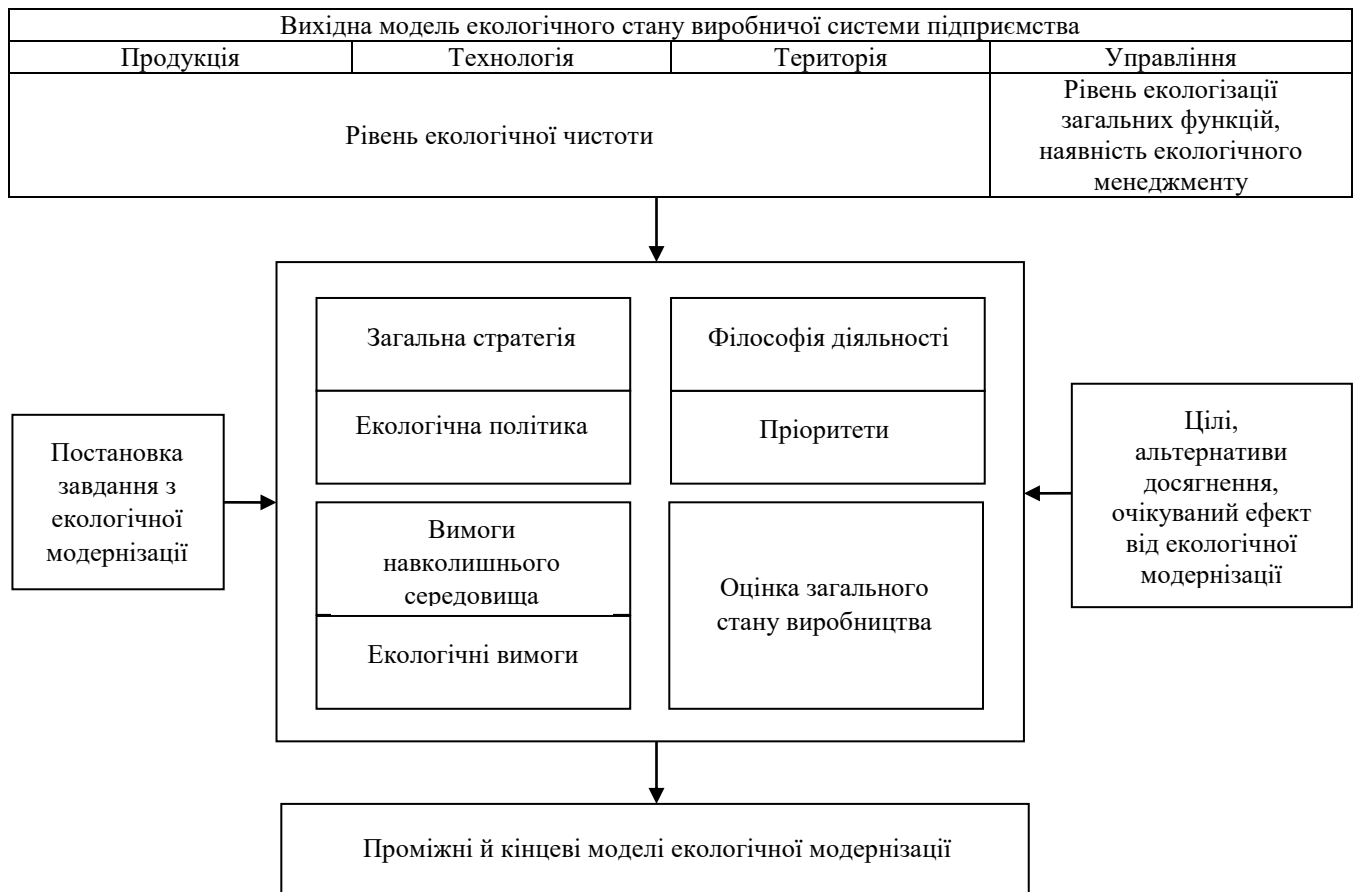 Вихідна модель екологічного стану виробничої системи підприємства
Продукція
Технологія
Територія
Управління
Рівень екологічної чистоти
Рівень екологізації
загальних функцій,
наявність екологічного
менеджменту
Загальна стратегія
Філософія діяльності
Екологічна політика
Пріоритети
Постановка
завдання з
екологічної
модернізації
Вимоги
навколишнього
середовища
Екологічні вимоги
Оцінка загального
стану виробництва
Цілі,
альтернативи
досягнення,
очікуваний ефект
від екологічної
модернізації
Проміжні й кінцеві моделі екологічної модернізації